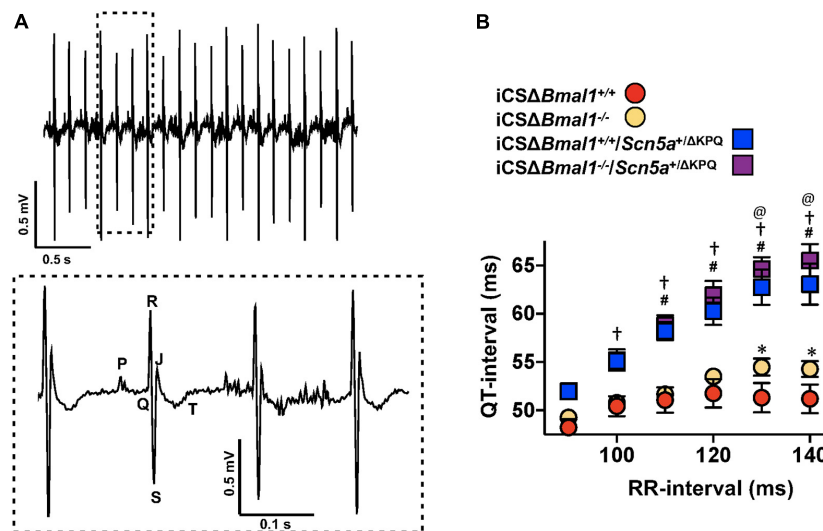 A
0.5 mV
0.5 s
R
P
J
Q
T
S
0.5 mV
0.1 s
B
iCSΔBmal1+/+
iCSΔBmal1-/-
iCSΔBmal1+/+/Scn5a+/ΔKPQ
iCSΔBmal1-/-/Scn5a+/ΔKPQ
@ @
† † † † †
# # # #
* *
65
60
55
50
QT-interval (ms)
100 120 140
RR-interval (ms)